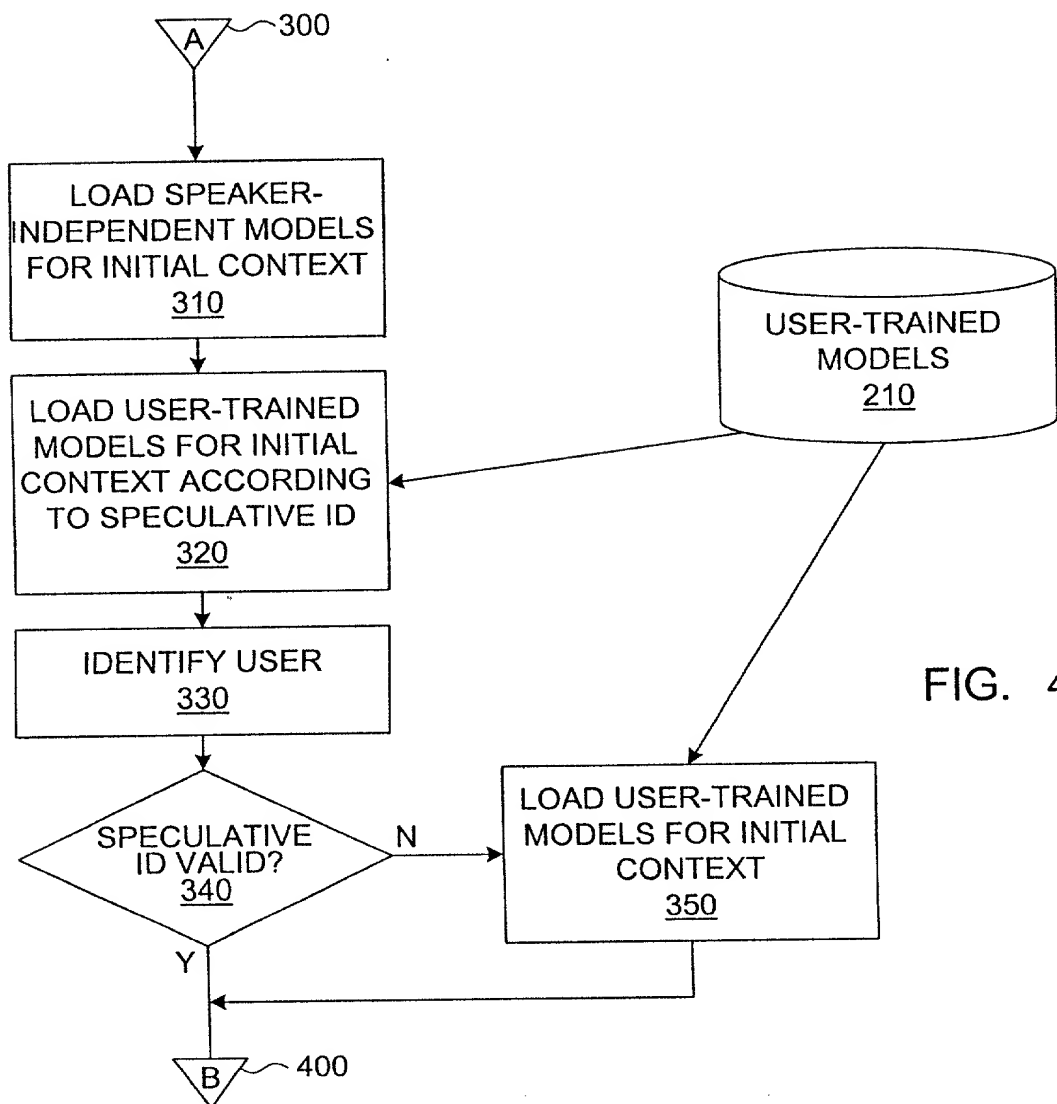 A
300
LOAD SPEAKER-
INDEPENDENT MODELS
FOR INITIAL CONTEXT
310
USER-TRAINED
MODELS
210
LOAD USER-TRAINED
MODELS FOR INITIAL
CONTEXT ACCORDING
TO SPECULATIVE ID
320
IDENTIFY USER
330
FIG. 4
SPECULATIVE
ID VALID?
340
N
Y
LOAD USER-TRAINED
MODELS FOR INITIAL
CONTEXT
350
B
400